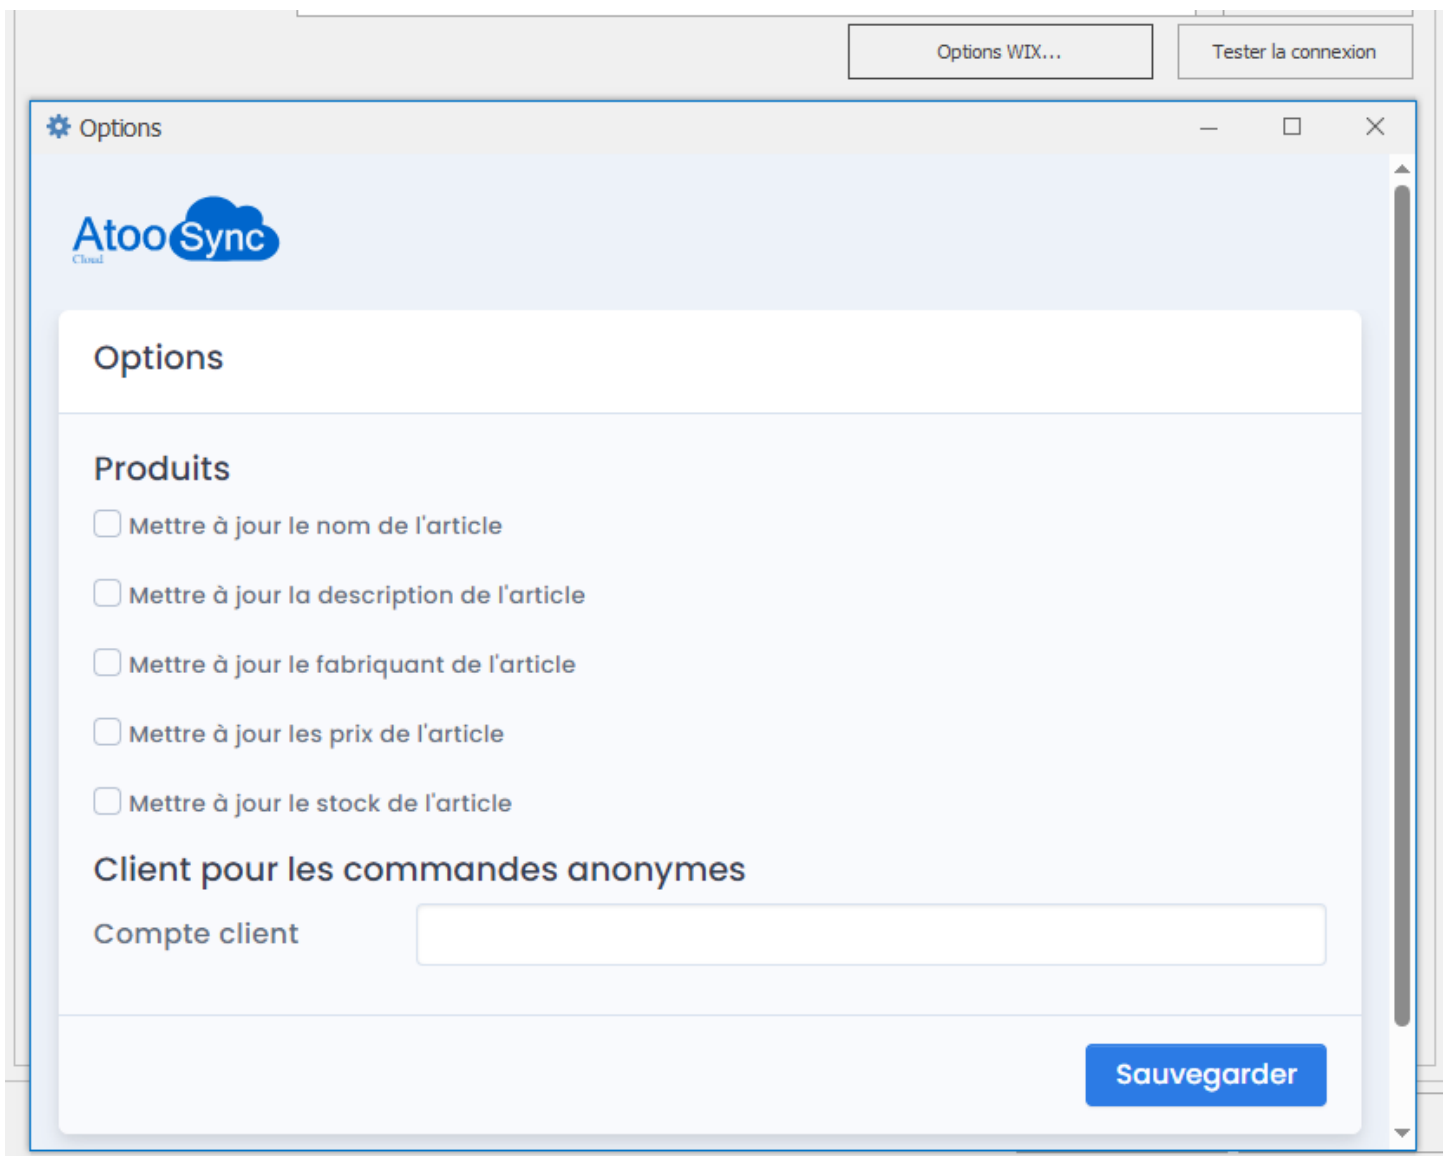 Options WIX...
Tester la connexion
Options
Atoo Sync
Cloud
Options
Produits
Mettre à jour le nom de l'article
Mettre à jour la description de l'article
Mettre à jour le fabriquant de l'article
Mettre à jour les prix de l'article
Mettre à jour le stock de l'article
Client pour les commandes anonymes
Compte client
Sauvegarder